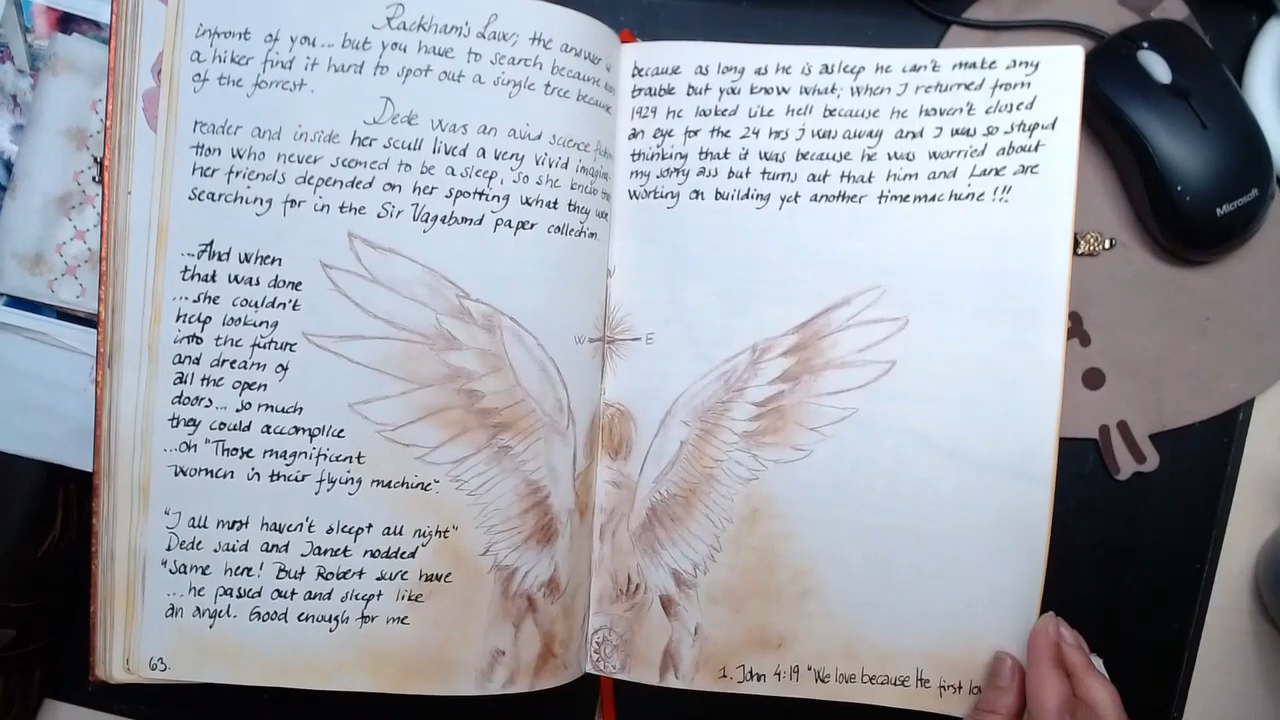 Rackham's Law; the answer is
infront of you... but you have to search because
a hiker find it hard to spot out a single tree because
of the forrest.
Dede was an avid science fiction
reader and inside her scull lived a very vivid imagina-
tion who never seemed to be asleep, so she knew that
her friends depended on her spotting what they were
searching for in the Sir Vagabond paper collection.
...And when
that was done
...she couldn't
help looking
into the future
and dream of
all the open
doors... so much
they could accomplice
...oh "Those magnificent
women in their flying machine".
"I all most haven't sleept all night"
Dede said and Janet nodded
"Same here! But Robert sure have
...he passed out and slept like
an angel. Good enough for me
63.
because as long as he is asleep he can't make any
trouble but you know what; when I returned from
1929 he looked like hell because he haven't closed
an eye for the 24 hrs i was away and I was so stupid
thinking that it was because he was worried about
my sorry ass but turns out that him and Lane are
working on building yet another timemachine!!!
W E
1. John 4:19 "We love because He first
Microsoft